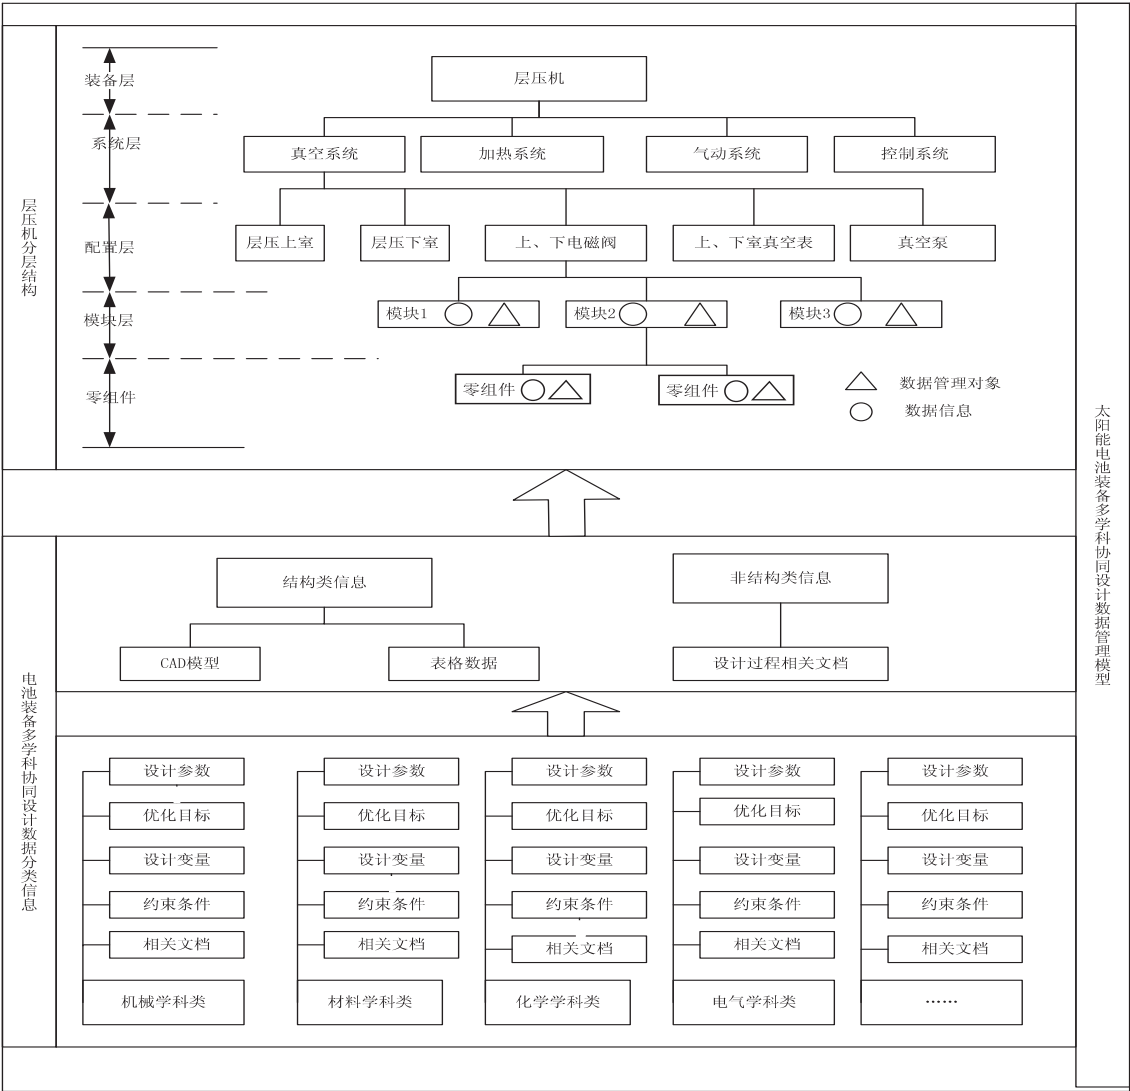 层压机分层结构
装备层
系统层
配置层
模块层
零组件
层压机
真空系统
加热系统
气动系统
控制系统
层压上室
层压下室
上、下电磁阀
上、下室真空表
真空泵
模块1
模块2
模块3
零组件
零组件
数据管理对象
数据信息
太阳能电池装备多学科协同设计数据管理模型
电池装备多学科协同设计数据分类信息
结构类信息
非结构类信息
CAD模型
表格数据
设计过程相关文档
设计参数
优化目标
设计变量
约束条件
相关文档
机械学科类
设计参数
优化目标
设计变量
约束条件
相关文档
材料学科类
设计参数
优化目标
设计变量
约束条件
相关文档
化学学科类
设计参数
优化目标
设计变量
约束条件
相关文档
电气学科类
设计参数
优化目标
设计变量
约束条件
相关文档
……